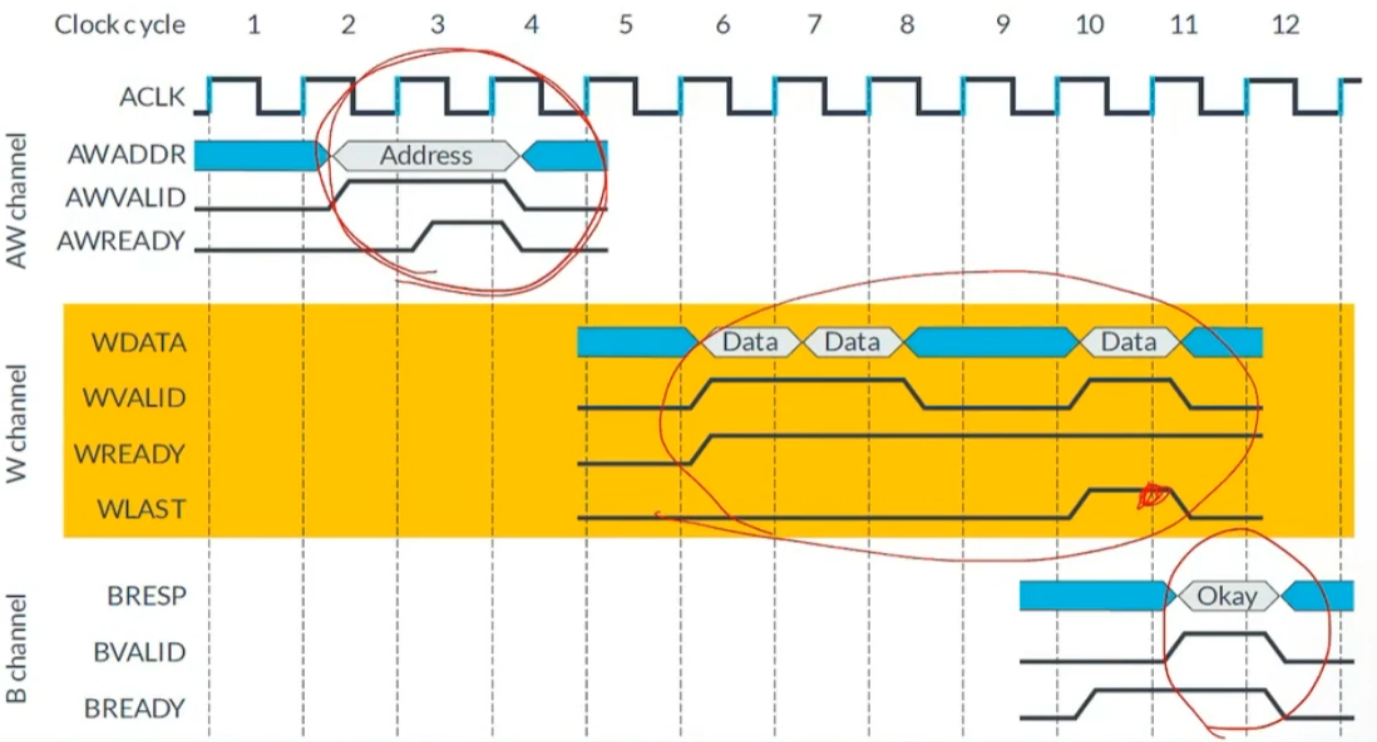 Clock cycle 1 2 3 4 5 6 7 8 9 10 11 12
ACLK
AW channel
AWADDR Address
AWVALID
AWREADY
W channel
WDATA Data Data Data
WVALID
WREADY
WLAST
B channel
BRESP Okay
BVALID
BREADY